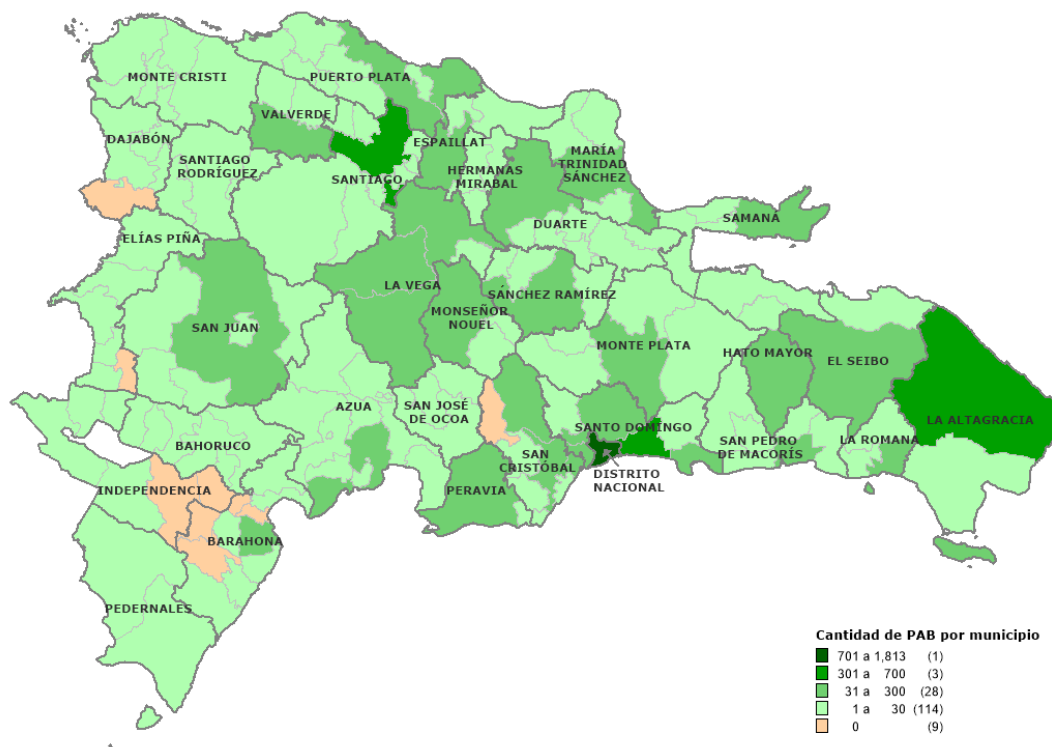 MONTE CRISTI
PUERTO PLATA
VALVERDE
DAJABÓN
ESPAILLAT
SANTIAGO
RODRÍGUEZ
HERMANAS
MIRABAL
MARÍA
TRINIDAD
SÁNCHEZ
SANTIAGO
SAMANÁ
DUARTE
ELÍAS PIÑA
LA VEGA
SÁNCHEZ RAMÍREZ
MONSEÑOR
NOUEL
SAN JUAN
MONTE PLATA
HATO MAYOR
EL SEIBO
AZUA
SAN JOSÉ
DE OCOA
SANTO DOMINGO
LA ALTAGRACIA
BAHORUCO
SAN
CRISTÓBAL
SAN PEDRO
DE MACORÍS
LA ROMANA
DISTRITO
NACIONAL
INDEPENDENCIA
PERAVIA
BARAHONA
PEDERNALES
Cantidad de PAB por municipio
701 a 1,813 (1)
301 a 700 (3)
31 a 300 (28)
1 a 30 (114)
0 (9)